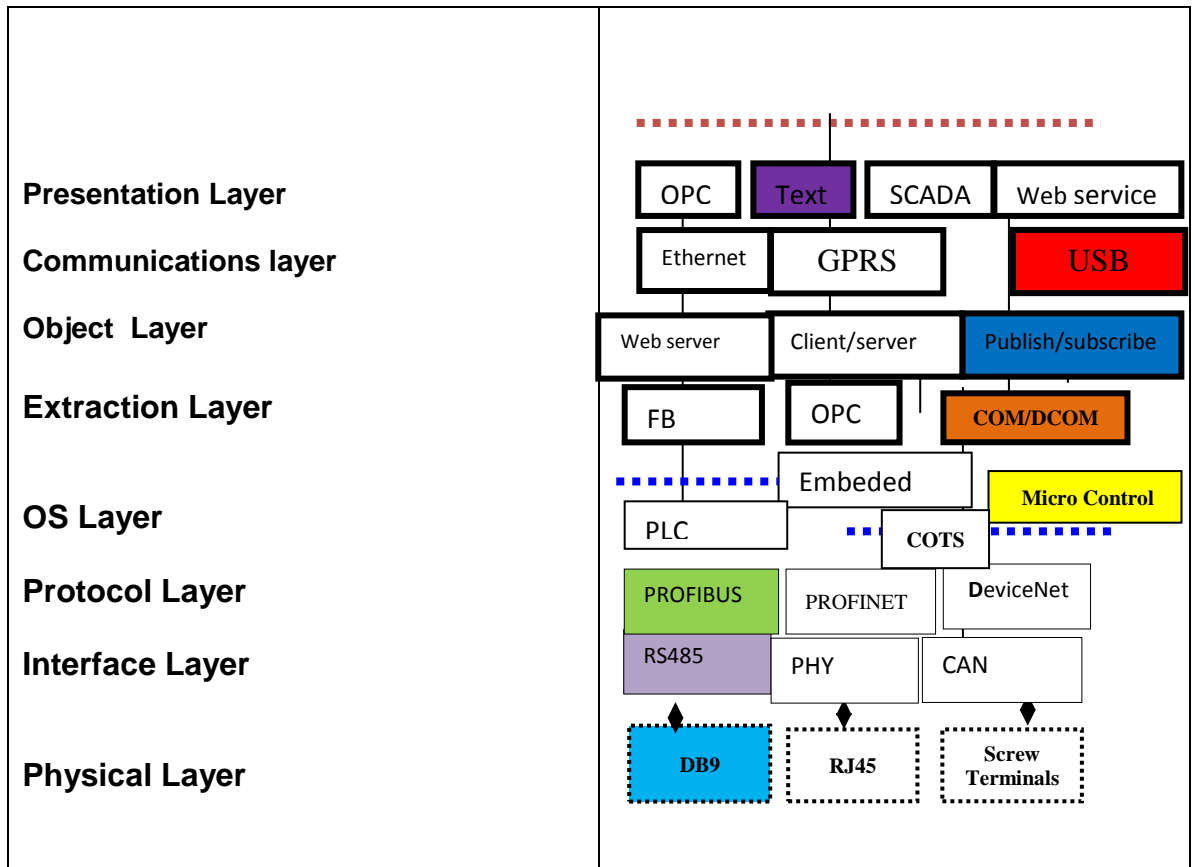 Presentation Layer
OPC
Text
SCADA
Web service
Communications layer
Ethernet
GPRS
USB
Object Layer
Web server
Client/server
Publish/subscribe
Extraction Layer
FB
OPC
COM/DCOM
OS Layer
Embeded
Micro Control
PLC
COTS
Protocol Layer
PROFIBUS
PROFINET
DeviceNet
Interface Layer
RS485
PHY
CAN
Physical Layer
DB9
RJ45
Screw
Terminals